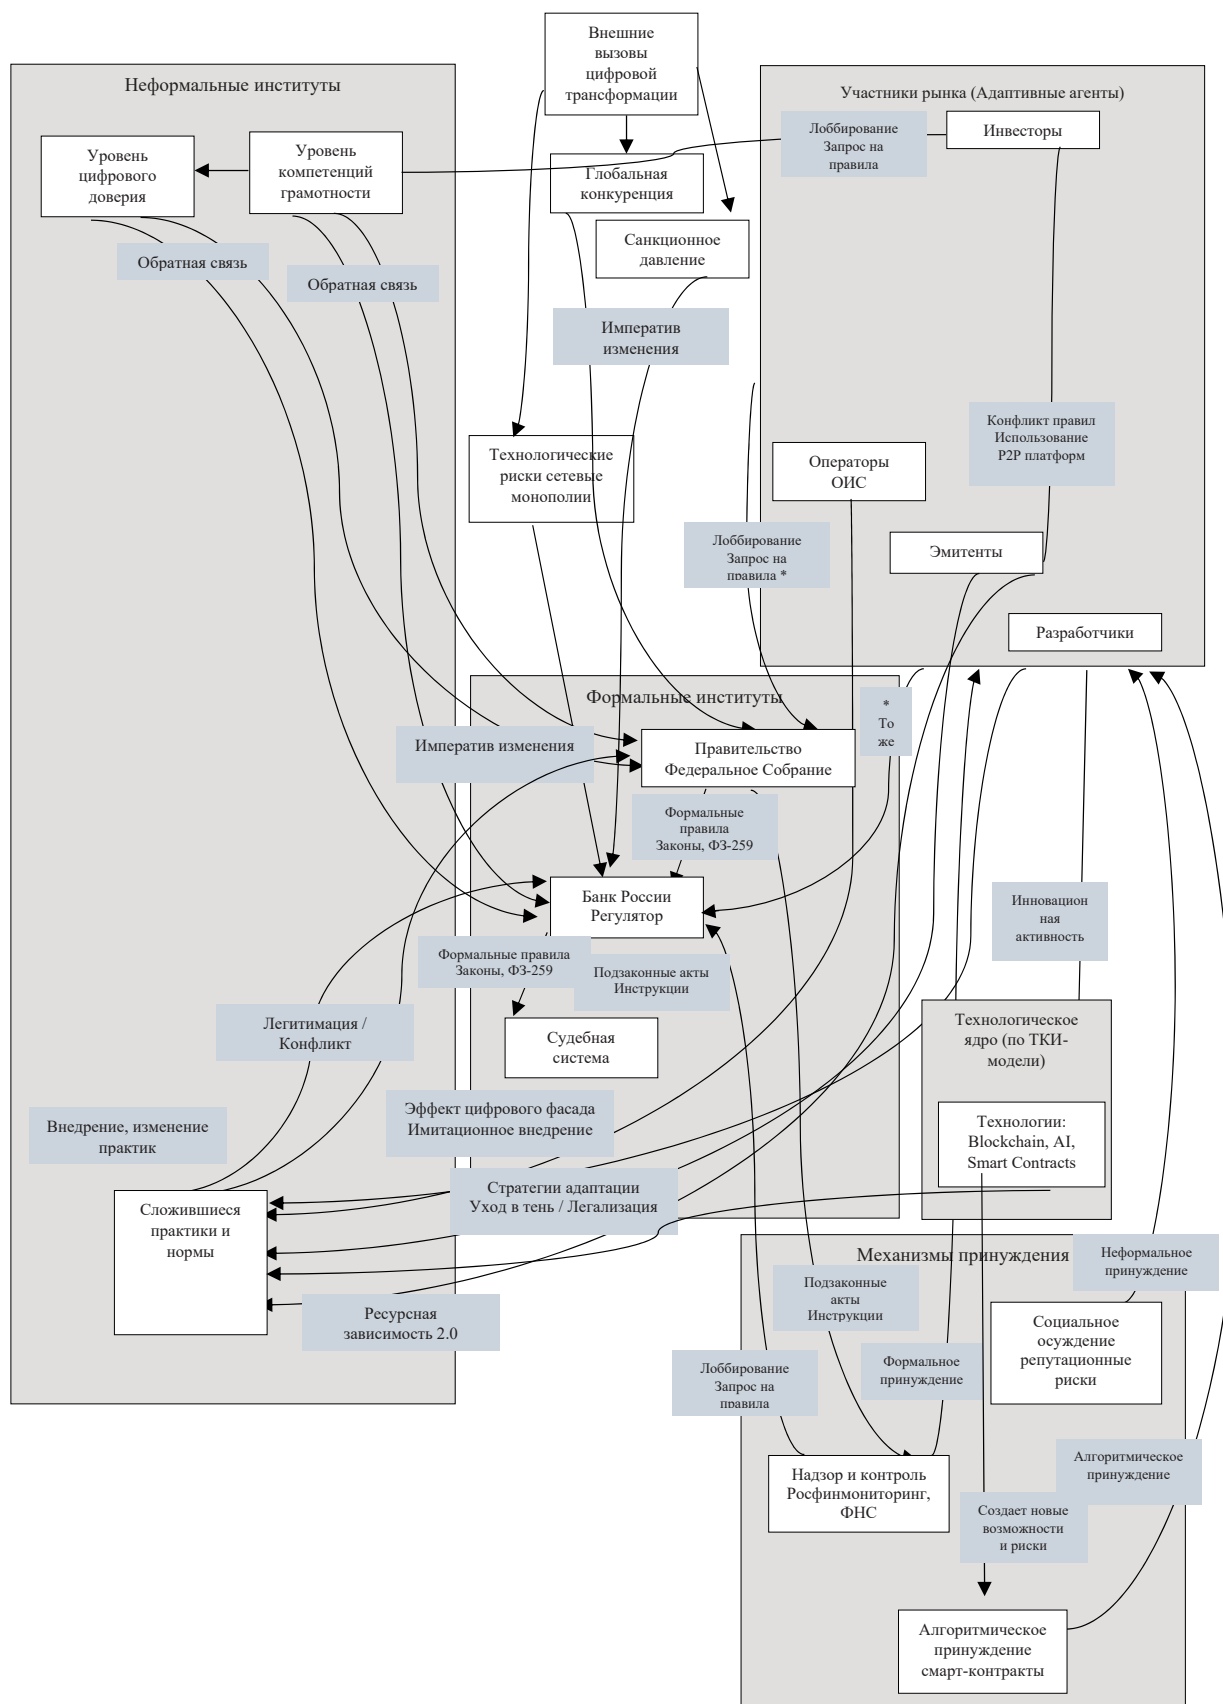 Внешние
вызовы
цифровой
трансформации
Неформальные институты
Участники рынка (Адаптивные агенты)
Лоббирование
Запрос на
правила
Инвесторы
Уровень
цифрового
доверия
Уровень
компетенций
грамотности
Глобальная
конкуренция
Санкционное
давление
Обратная связь
Обратная связь
Императив
изменения
Конфликт правил
Использование
P2P платформ
Технологические
риски сетевые
монополии
Операторы
ОИС
Лоббирование
Запрос на
правила *
Эмитенты
Разработчики
Формальные институты
*
То
же
Императив изменения
Правительство
Федеральное Собрание
Формальные
правила
Законы, ФЗ-259
Банк России
Регулятор
Инновацион
ная
активность
Формальные правила
Законы, ФЗ-259
Подзаконные акты
Инструкции
Легитимация /
Конфликт
Судебная
система
Технологическое
ядро (по ТКИ-
модели)
Эффект цифрового фасада
Имитационное внедрение
Технологии:
Blockchain, AI,
Smart Contracts
Внедрение, изменение
практик
Стратегии адаптации
Уход в тень / Легализация
Сложившиеся
практики и
нормы
Механизмы принуждения
Неформальное
принуждение
Подзаконные
акты
Инструкции
Ресурсная
зависимость 2.0
Социальное
осуждение
репутационные
риски
Лоббирование
Запрос на
правила
Формальное
принуждение
Надзор и контроль
Росфинмониторинг,
ФНС
Алгоритмическое
принуждение
Создает новые
возможности
и риски
Алгоритмическое
принуждение
смарт-контракты